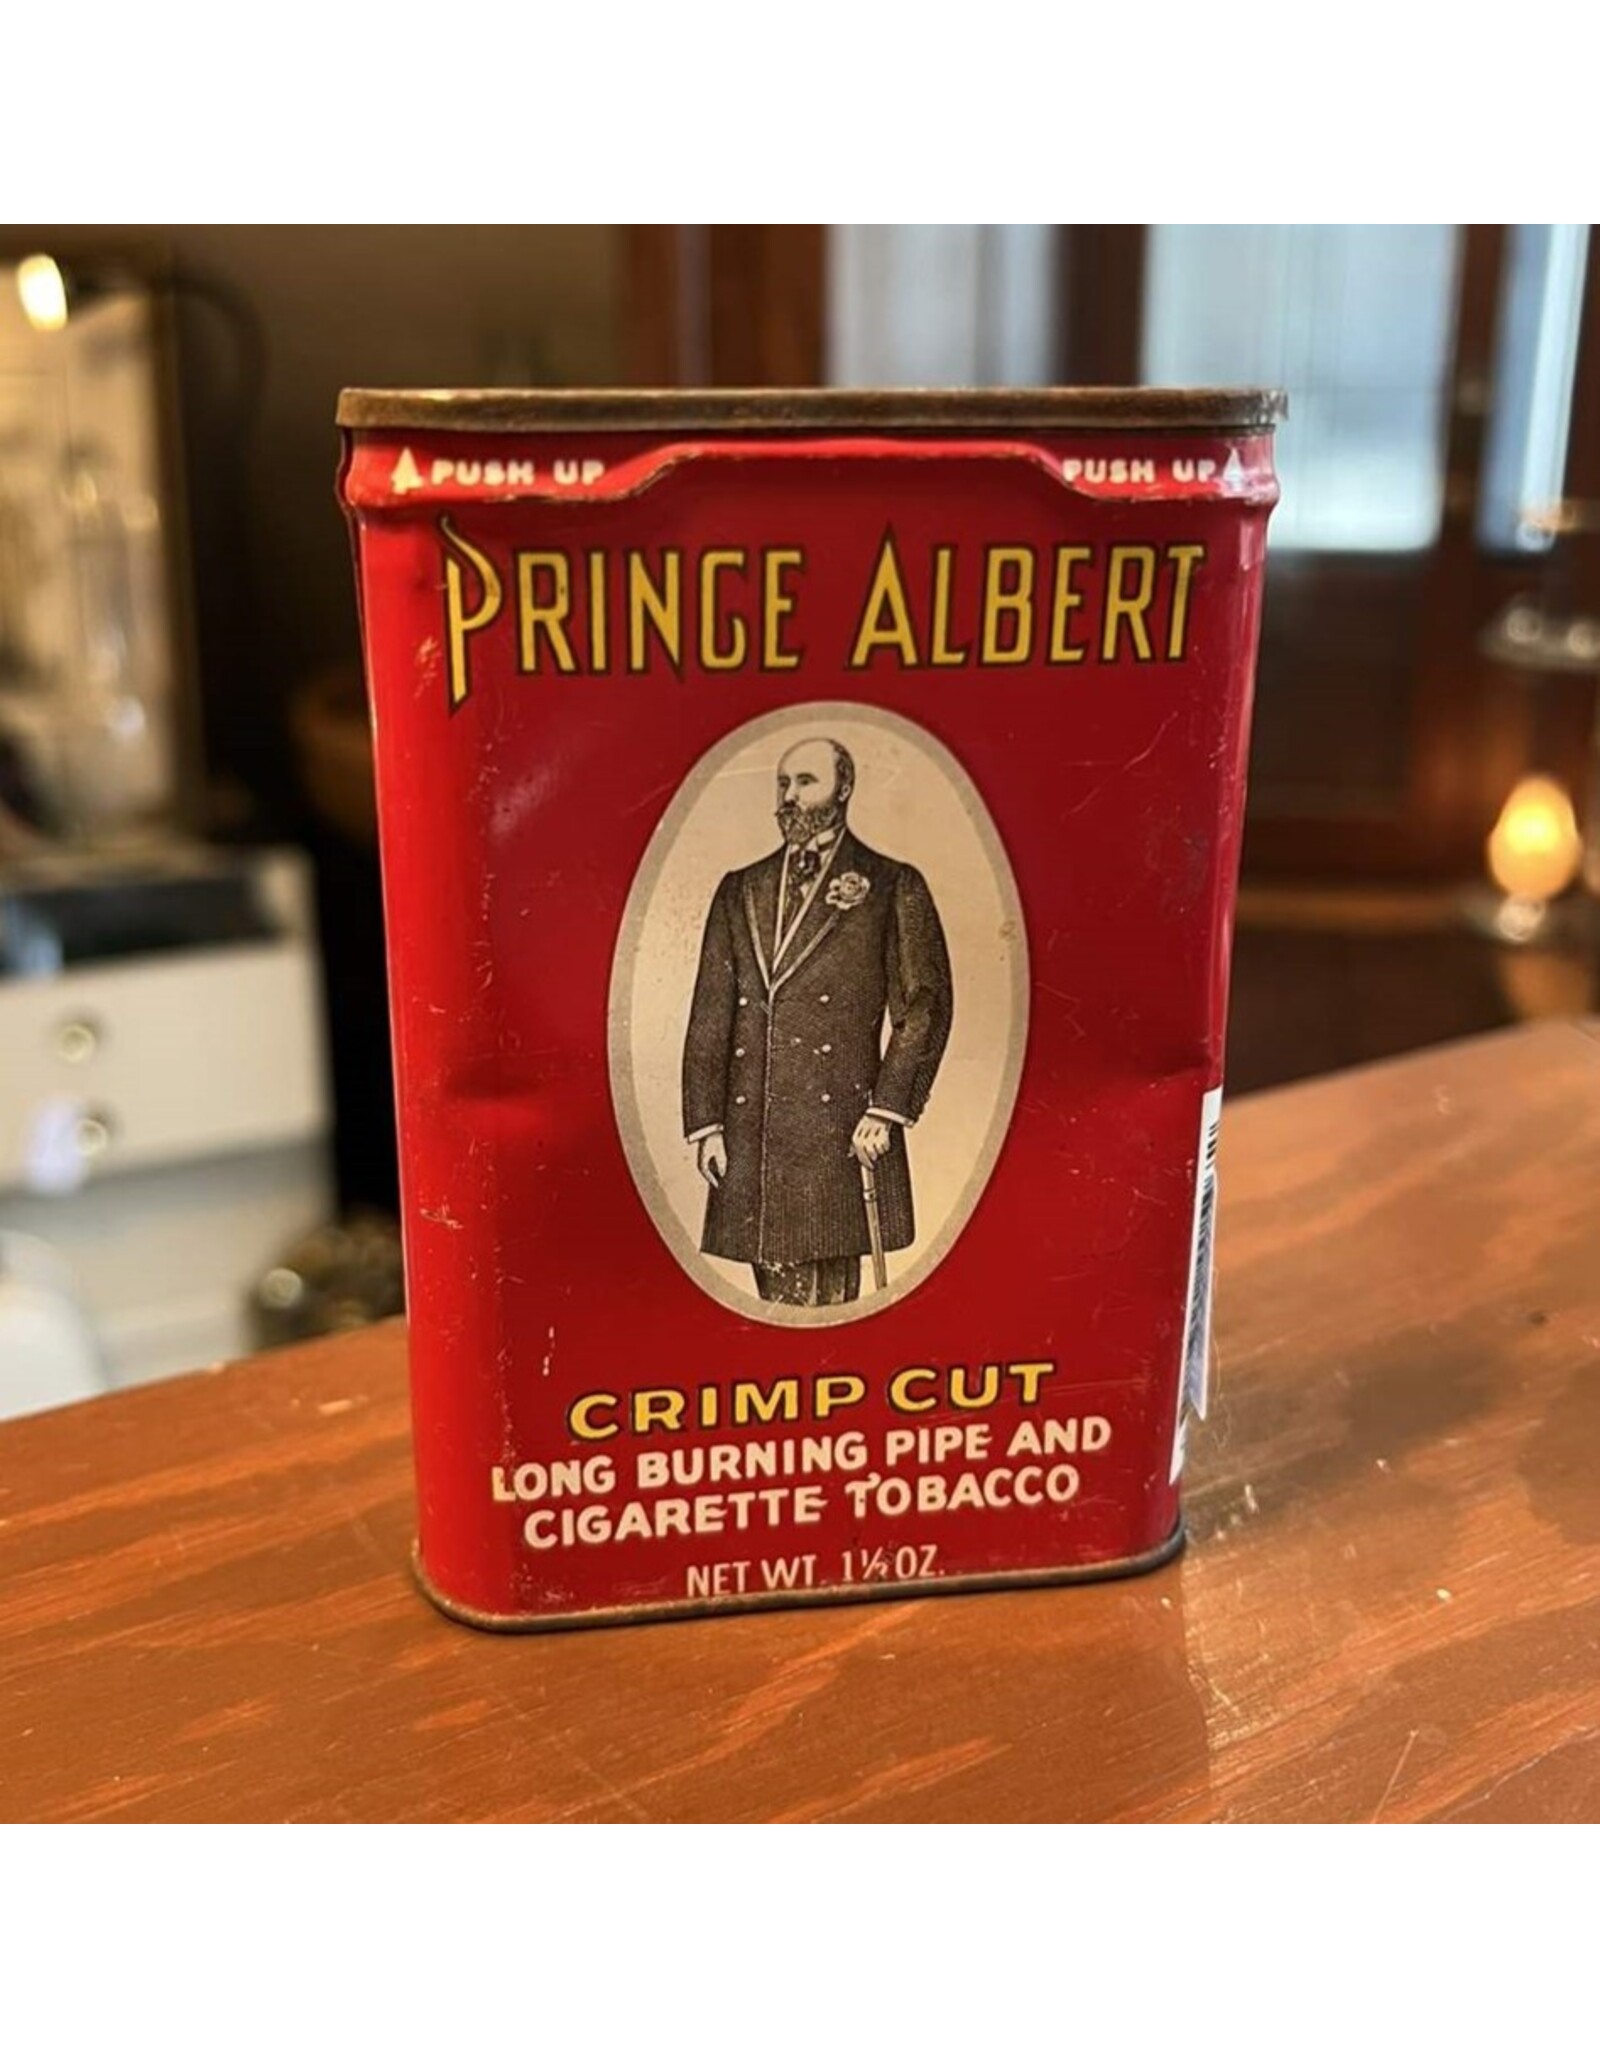 PUSH UP PUSH UP
PRINCE ALBERT
CRIMP CUT
LONG BURNING PIPE AND
CIGARETTE TOBACCO
NET WT. 1½ OZ.